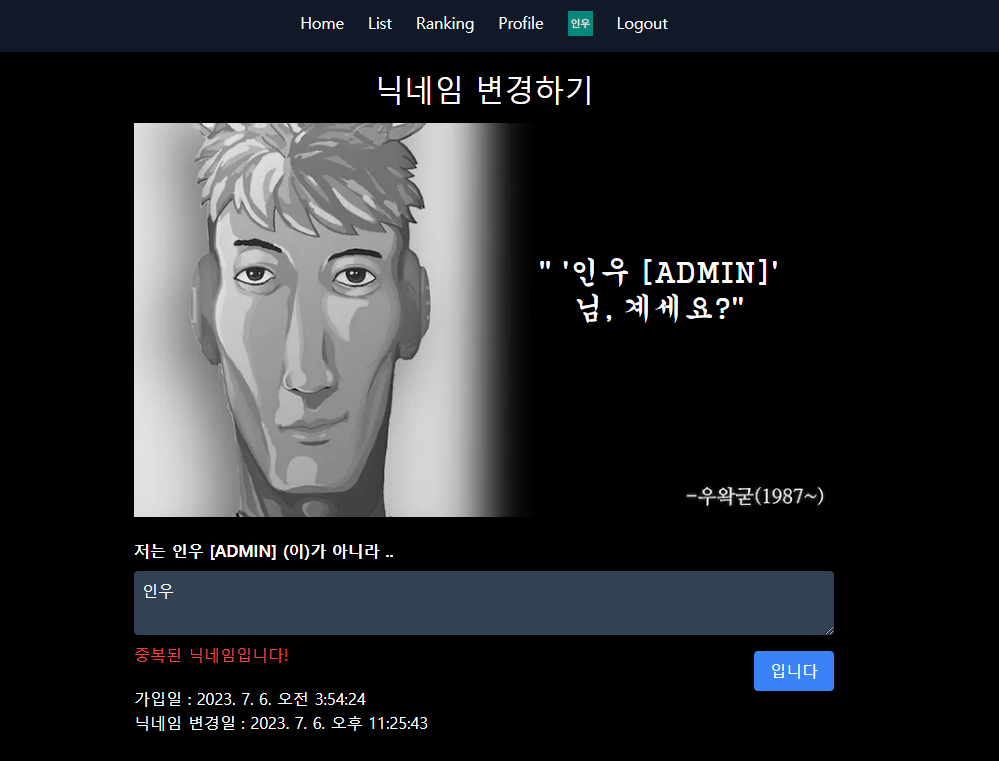 Home List Ranking Profile 인우 Logout
닉네임 변경하기
" '인우 [ADMIN]'
님, 계세요?"
-우왁굳(1987~)
저는 인우 [ADMIN] (이)가 아니라 ..
인우
중복된 닉네임입니다!
입니다
가입일 : 2023. 7. 6. 오전 3:54:24
닉네임 변경일 : 2023. 7. 6. 오후 11:25:43